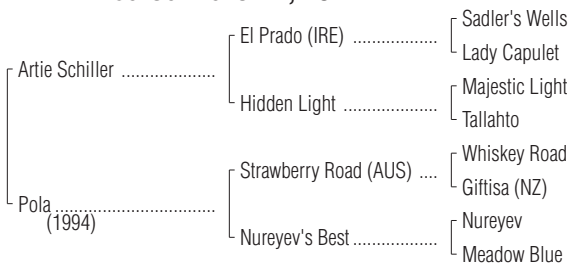 Sadler's Wells
El Prado (IRE) ...................
Lady Capulet
Artie Schiller ...................
Majestic Light
Hidden Light ...................
Tallahto
Whiskey Road
Strawberry Road (AUS) ....
Giftisa (NZ)
Pola ................................
(1994)
Nureyev
Nureyev's Best .................
Meadow Blue